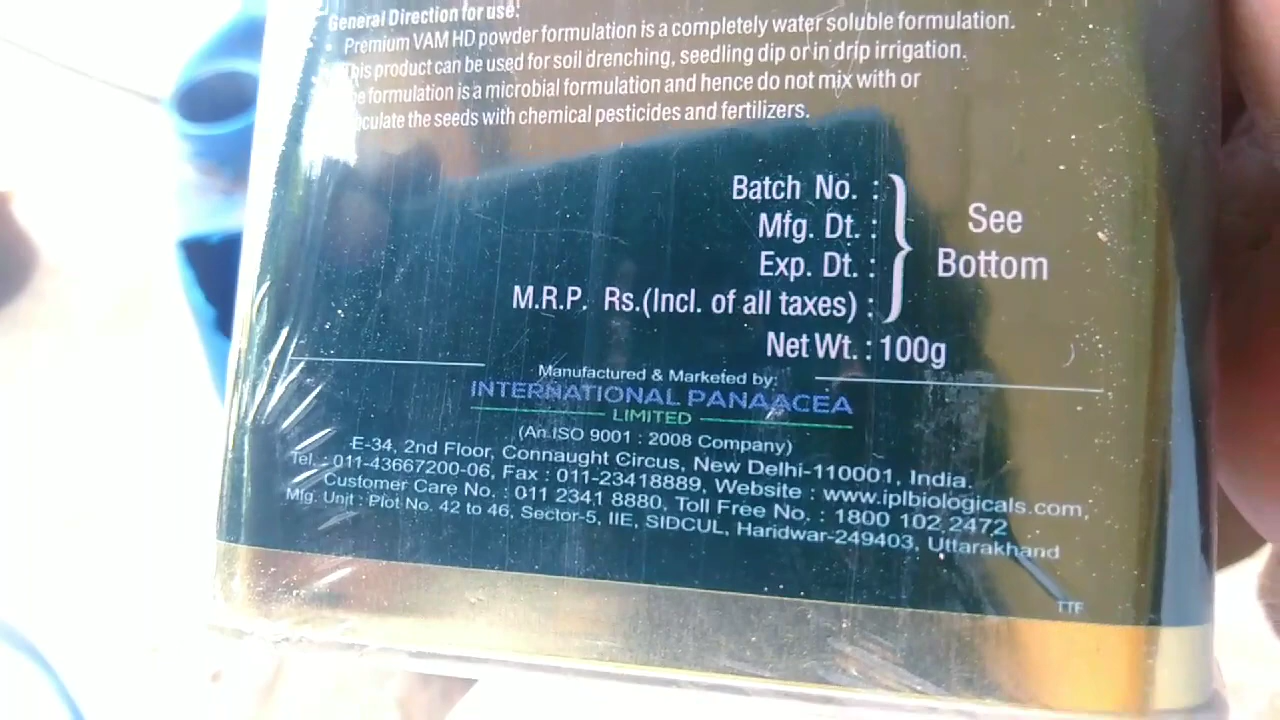 General Direction for use:
• Premium VAM HD powder formulation is a completely water soluble formulation.
This product can be used for soil drenching, seedling dip or in drip irrigation.
formulation is a microbial formulation and hence do not mix with or
the seeds with chemical pesticides and fertilizers.
Batch No. :
Mfg. Dt. :
Exp. Dt. :
M.R.P. Rs.(Incl. of all taxes) :
See
Bottom
Net Wt. : 100g
Manufactured & Marketed by:
INTERNATIONAL PANAACEA
LIMITED
(An ISO 9001 : 2008 Company)
E-34, 2nd Floor, Connaught Circus, New Delhi-110001, India.
Tel. : 011-43667200-06, Fax : 011-23418889, Website : www.iplbiologicals.com,
Customer Care No. : 011 2341 8880, Toll Free No. : 1800 102 2472
Mfg. Unit : Plot No. 42 to 46, Sector-5, IIE, SIDCUL, Haridwar-249403, Uttarakhand
TTF